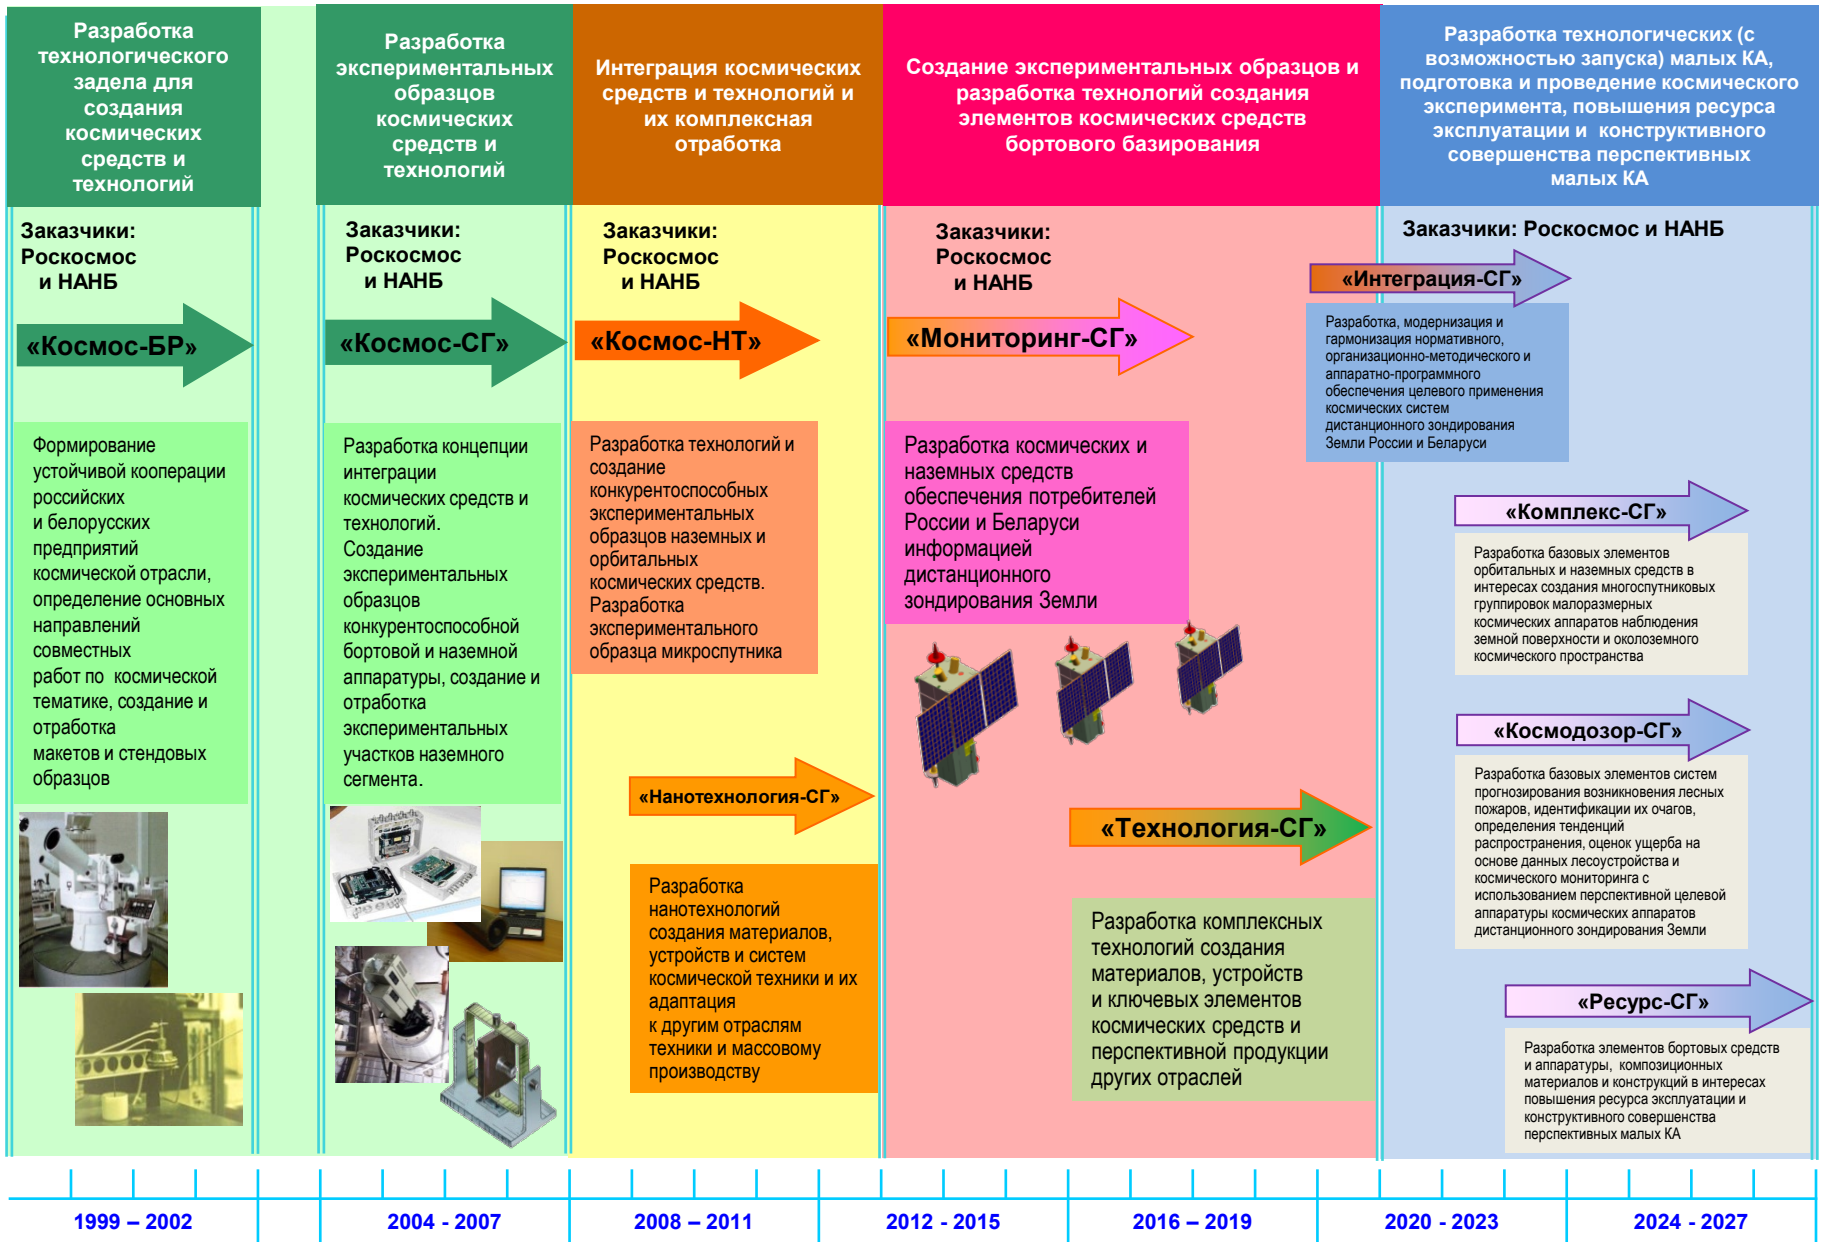 Разработка
технологического
задела для
создания
космических
средств и
технологий
Заказчики:
Роскосмос
и НАНБ
«Космос-БР»
Формирование
устойчивой кооперации
российских
и белорусских
предприятий
космической отрасли,
определение основных
направлений
совместных
работ по космической
тематике, создание и
отработка
макетов и стендовых
образцов
Разработка
экспериментальных
образцов
космических
средств и
технологий
Заказчики:
Роскосмос
и НАНБ
«Космос-СГ»
Разработка концепции
интеграции
космических средств и
технологий.
Создание
экспериментальных
образцов
конкурентоспособной
бортовой и наземной
аппаратуры, создание и
отработка
экспериментальных
участков наземного
сегмента.
Интеграция космических
средств и технологий и
их комплексная
отработка
Заказчики:
Роскосмос
и НАНБ
«Космос-НТ»
Разработка технологий и
создание
конкурентоспособных
экспериментальных
образцов наземных и
орбитальных
космических средств.
Разработка
экспериментального
образца микроспутника
«Нанотехнология-СГ»
Разработка
нанотехнологий
создания материалов,
устройств и систем
космической техники и их
адаптация
к другим отраслям
техники и массовому
производству
Создание экспериментальных образцов и
разработка технологий создания
элементов космических средств
бортового базирования
Заказчики:
Роскосмос
и НАНБ
«Мониторинг-СГ»
Разработка космических и
наземных средств
обеспечения потребителей
России и Беларуси
информацией
дистанционного
зондирования Земли
«Технология-СГ»
Разработка комплексных
технологий создания
материалов, устройств
и ключевых элементов
космических средств и
перспективной продукции
других отраслей
Разработка технологических (с
возможностью запуска) малых КА,
подготовка и проведение космического
эксперимента, повышения ресурса
эксплуатации и конструктивного
совершенства перспективных
малых КА
Заказчики: Роскосмос и НАНБ
«Интеграция-СГ»
Разработка, модернизация и
гармонизация нормативного,
организационно-методического и
аппаратно-программного
обеспечения целевого применения
космических систем
дистанционного зондирования
Земли России и Беларуси
«Комплекс-СГ»
Разработка базовых элементов
орбитальных и наземных средств в
интересах создания многоспутниковых
группировок малоразмерных
космических аппаратов наблюдения
земной поверхности и околоземного
космического пространства
«Космодозор-СГ»
Разработка базовых элементов систем
прогнозирования возникновения лесных
пожаров, идентификации их очагов,
определения тенденций
распространения, оценок ущерба на
основе данных лесоустройства и
космического мониторинга с
использованием перспективной целевой
аппаратуры космических аппаратов
дистанционного зондирования Земли
«Ресурс-СГ»
Разработка элементов бортовых средств
и аппаратуры, композиционных
материалов и конструкций в интересах
повышения ресурса эксплуатации и
конструктивного совершенства
перспективных малых КА
1999 – 2002
2004 - 2007
2008 – 2011
2012 - 2015
2016 – 2019
2020 - 2023
2024 - 2027